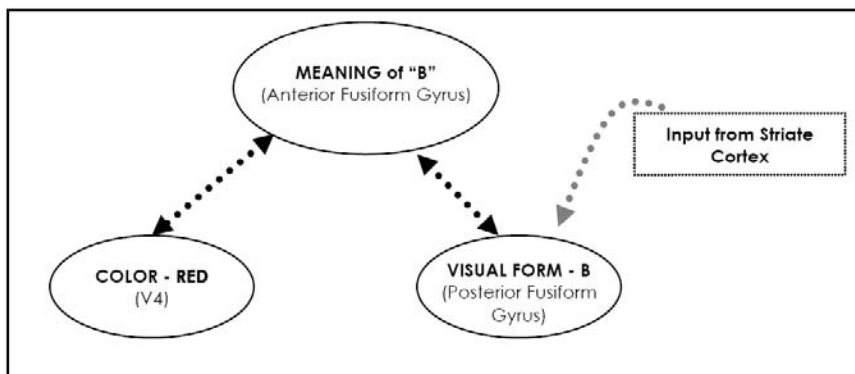 MEANING of “B”
(Anterior Fusiform Gyrus)
Input from Striate
Cortex
COLOR - RED
(V4)
VISUAL FORM - B
(Posterior Fusiform
Gyrus)